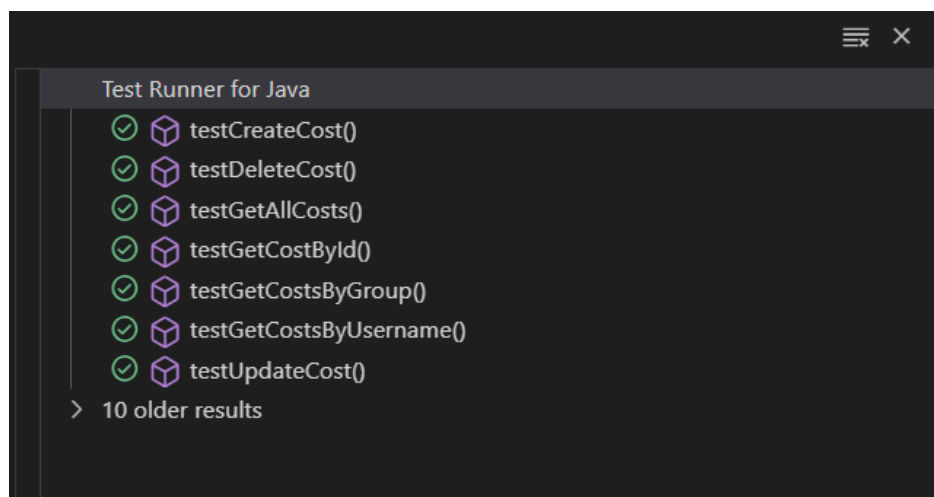 Test Runner for Java
testCreateCost()
testDeleteCost()
testGetAllCosts()
testGetCostById()
testGetCostsByGroup()
testGetCostsByUsername()
testUpdateCost()
10 older results